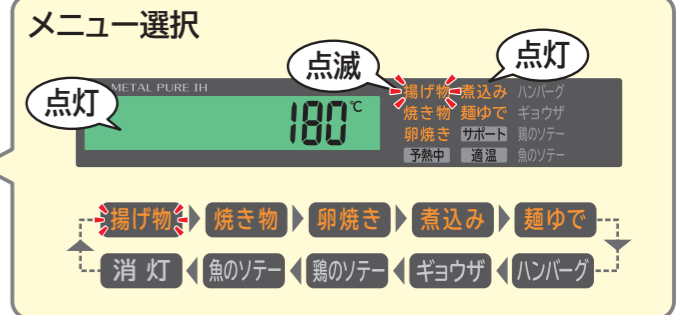 メニュー選択
点滅
点灯
点灯
METAL PURE IH
180℃
揚げ物 煮込み ハンバーグ
焼き物 麺ゆで ギョウザ
卵焼き サポート 鶏のソテー
予熱中 適温 魚のソテー
揚げ物 焼き物 卵焼き 煮込み 麺ゆで
消灯 魚のソテー 鶏のソテー ギョウザ ハンバーグ